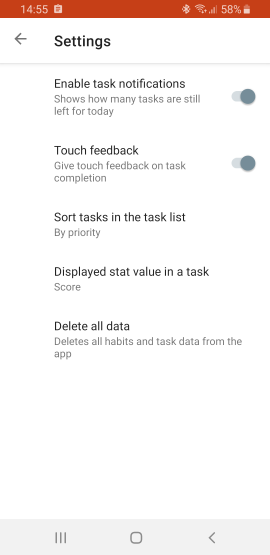 14:55 58%
Settings
Enable task notifications
Shows how many tasks are still
left for today
Touch feedback
Give touch feedback on task
completion
Sort tasks in the task list
By priority
Displayed stat value in a task
Score
Delete all data
Deletes all habits and task data from the
app